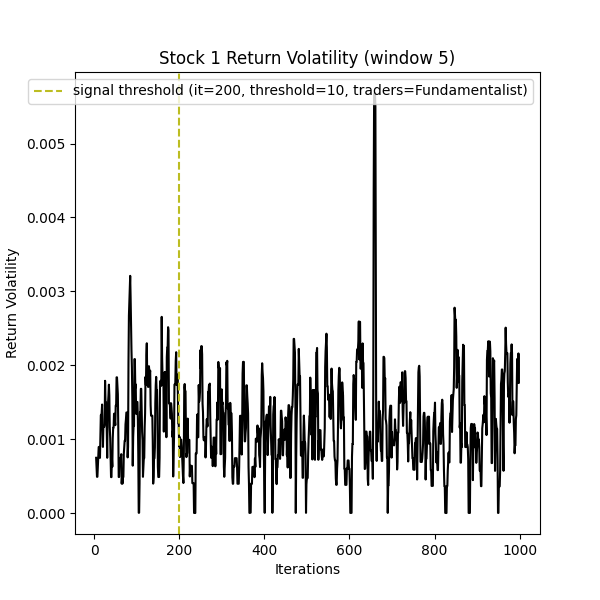 Stock 1 Return Volatility (window 5)
signal threshold (it=200, threshold=10, traders=Fundamentalist)
Return Volatility
0.005
0.004
0.003
0.002
0.001
0.000
0 200 400 600 800 1000
Iterations